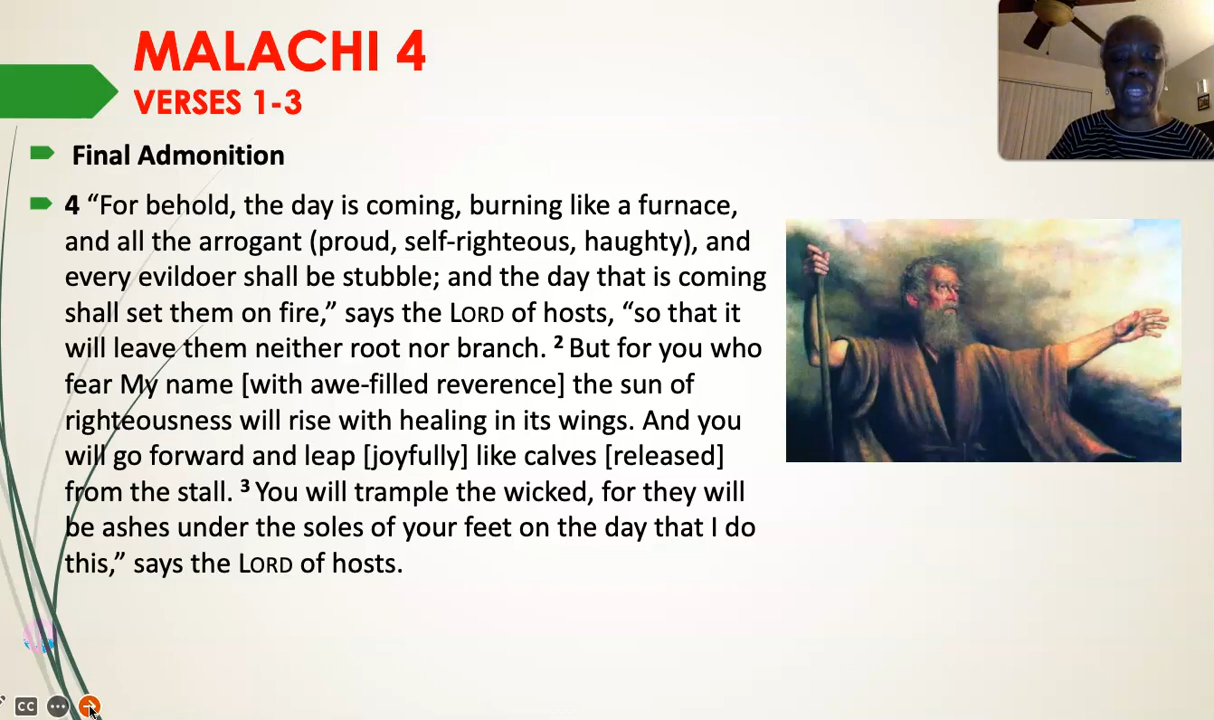 MALACHI 4
VERSES 1-3
Final Admonition
4 “For behold, the day is coming, burning like a furnace,
and all the arrogant (proud, self-righteous, haughty), and
every evildoer shall be stubble; and the day that is coming
shall set them on fire,” says the LORD of hosts, “so that it
will leave them neither root nor branch. 2 But for you who
fear My name [with awe-filled reverence] the sun of
righteousness will rise with healing in its wings. And you
will go forward and leap [joyfully] like calves [released]
from the stall. 3 You will trample the wicked, for they will
be ashes under the soles of your feet on the day that I do
this,” says the LORD of hosts.
CC